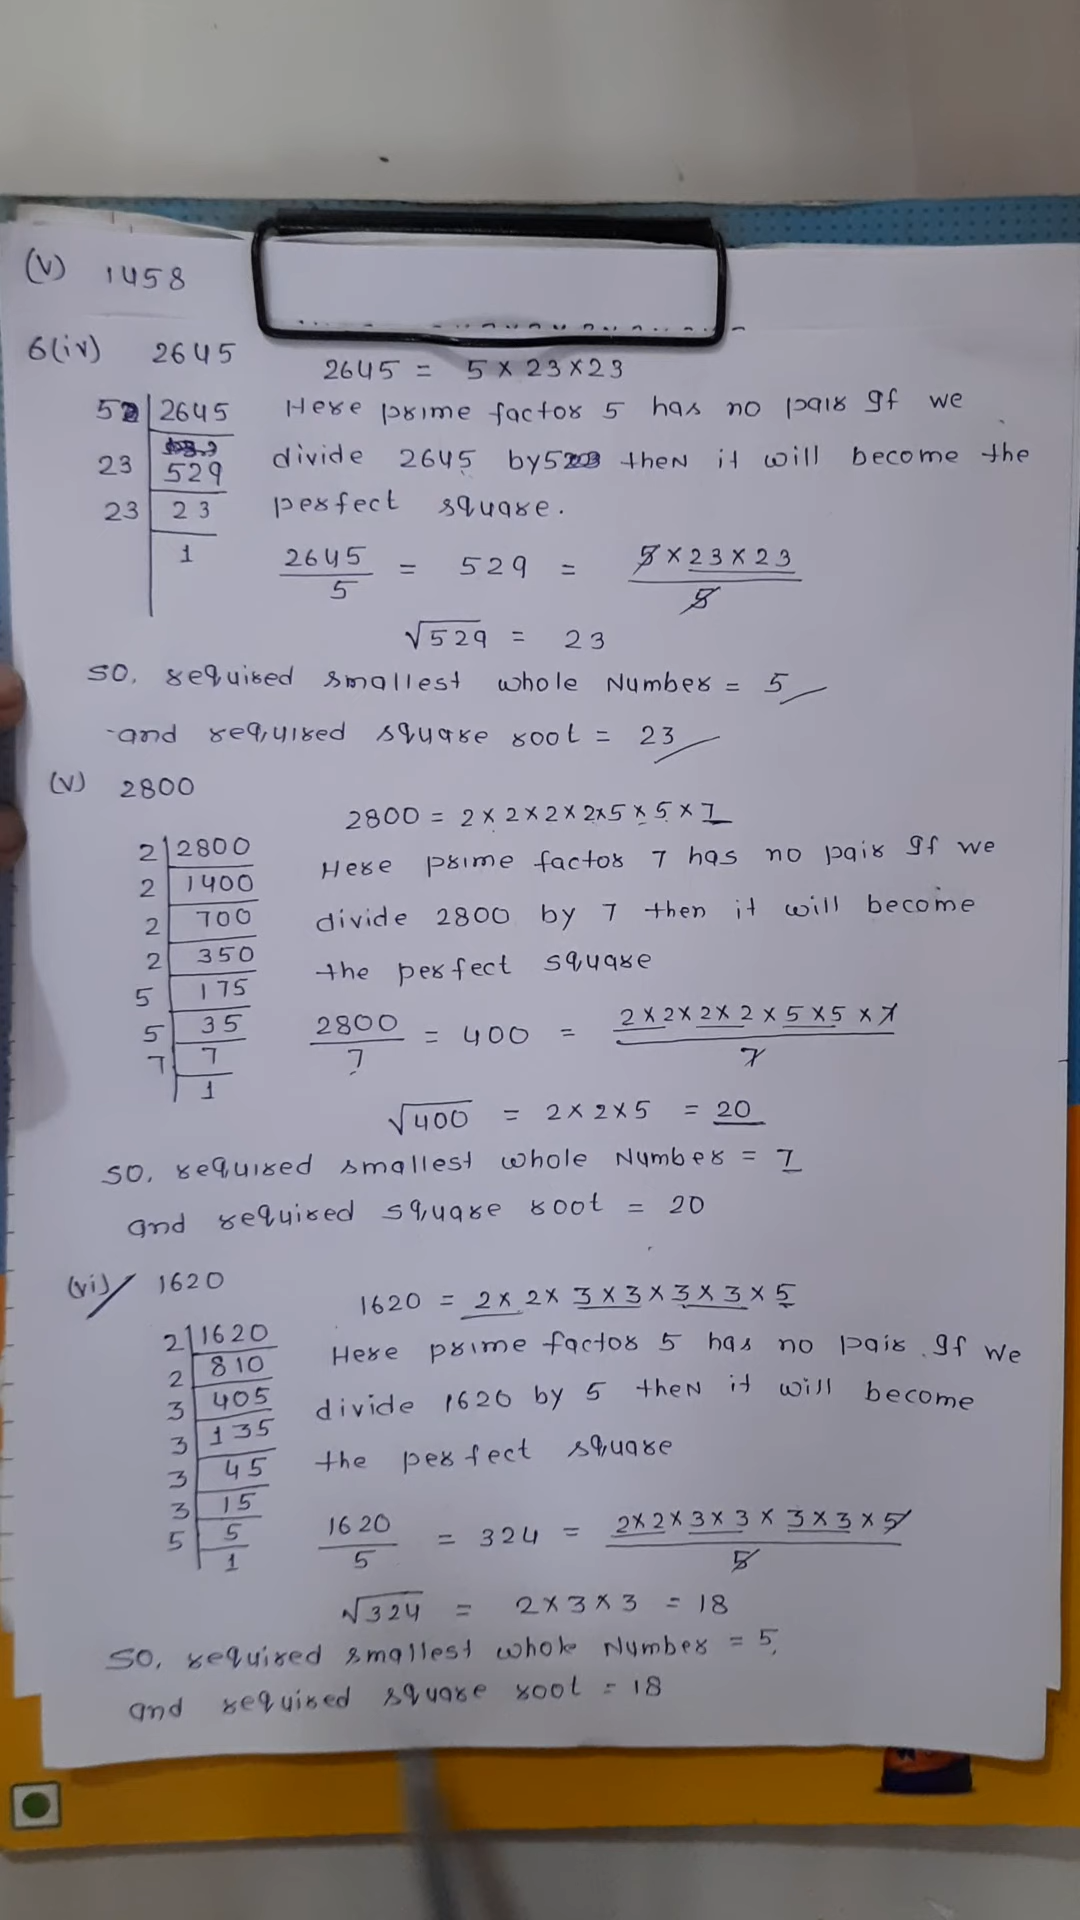 (v) 1458
6(iv) 2645
2645 = 5 × 23 × 23
5 | 2645
23 | 529
23 | 23
1
Here prime factor 5 has no pair If we
divide 2645 by 5 then it will become the
perfect square.
2645/5 = 529 = 5 × 23 × 23/5
√529 = 23
So, required smallest whole Number = 5
and required square root = 23
(v) 2800
2800 = 2 × 2 × 2 × 2 × 5 × 5 × 7
2 | 2800
2 | 1400
2 | 700
2 | 350
5 | 175
5 | 35
7 | 7
1
Here prime factor 7 has no pair If we
divide 2800 by 7 then it will become
the perfect square
2800/7 = 400 = 2 × 2 × 2 × 2 × 5 × 5 × 7/7
√400 = 2 × 2 × 5 = 20
So, required smallest whole Number = 7
and required square root = 20
(vi) 1620
1620 = 2 × 2 × 3 × 3 × 3 × 3 × 5
2 | 1620
2 | 810
3 | 405
3 | 135
3 | 45
3 | 15
5 | 5
1
Here prime factor 5 has no pair. If we
divide 1620 by 5 then it will become
the perfect square
1620/5 = 324 = 2 × 2 × 3 × 3 × 3 × 3 × 5/5
√324 = 2 × 3 × 3 = 18
So, required smallest whole Number = 5
and required square root = 18